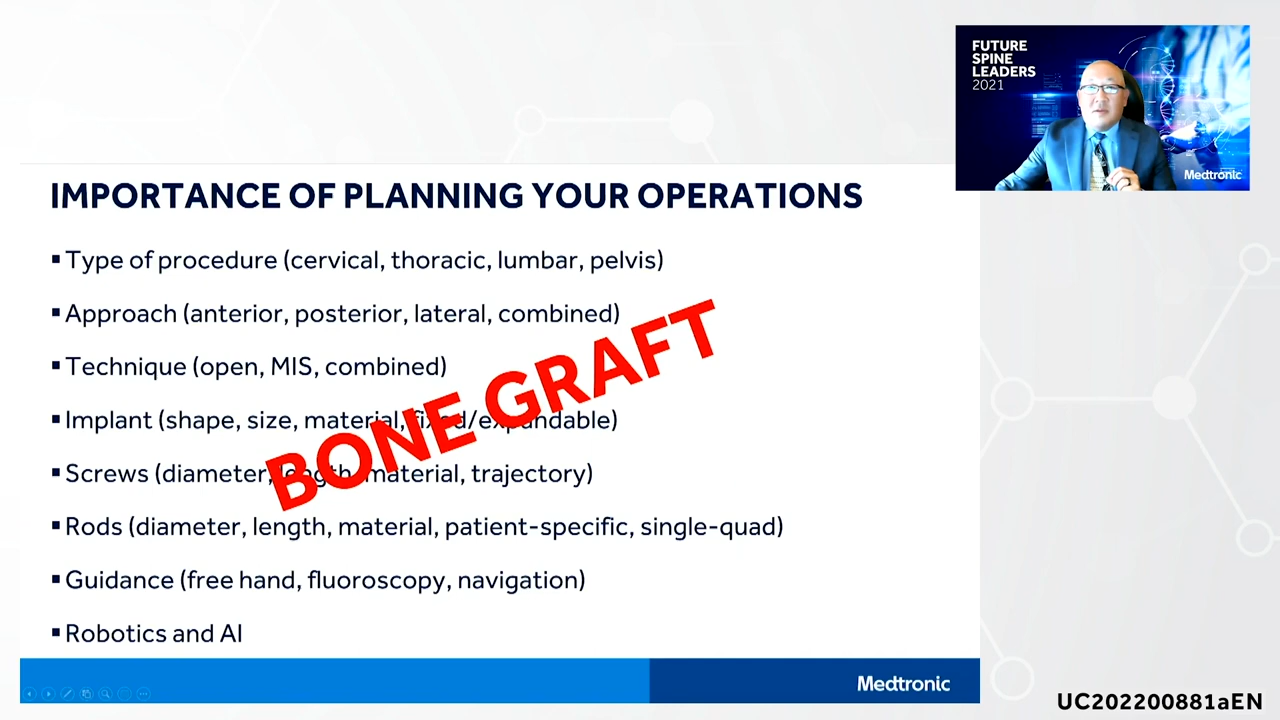 FUTURE
SPINE
LEADERS
2021
Medtronic
IMPORTANCE OF PLANNING YOUR OPERATIONS
▪ Type of procedure (cervical, thoracic, lumbar, pelvis)
▪ Approach (anterior, posterior, lateral, combined)
▪ Technique (open, MIS, combined)
▪ Implant (shape, size, material, fixed/expandable)
▪ Screws (diameter, length, material, trajectory)
▪ Rods (diameter, length, material, patient-specific, single-quad)
▪ Guidance (free hand, fluoroscopy, navigation)
▪ Robotics and AI
BONE GRAFT
Medtronic
UC202200881aEN